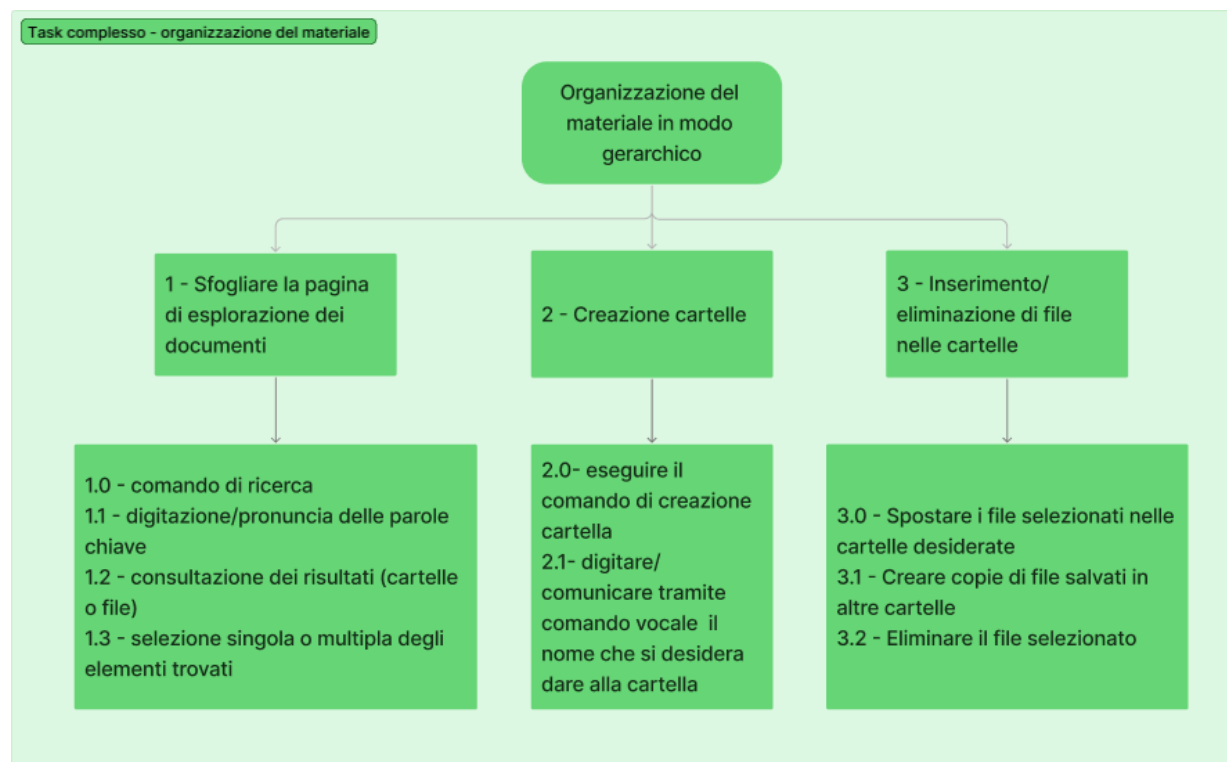 Task complesso - organizzazione del materiale
Organizzazione del
materiale in modo
gerarchico
1 - Sfogliare la pagina
di esplorazione dei
documenti
2 - Creazione cartelle
3 - Inserimento/
eliminazione di file
nelle cartelle
1.0 - comando di ricerca
1.1 - digitazione/pronuncia delle parole
chiave
1.2 - consultazione dei risultati (cartelle
o file)
1.3 - selezione singola o multipla degli
elementi trovati
2.0- eseguire il
comando di creazione
cartella
2.1- digitare/
comunicare tramite
comando vocale il
nome che si desidera
dare alla cartella
3.0 - Spostare i file selezionati nelle
cartelle desiderate
3.1 - Creare copie di file salvati in
altre cartelle
3.2 - Eliminare il file selezionato